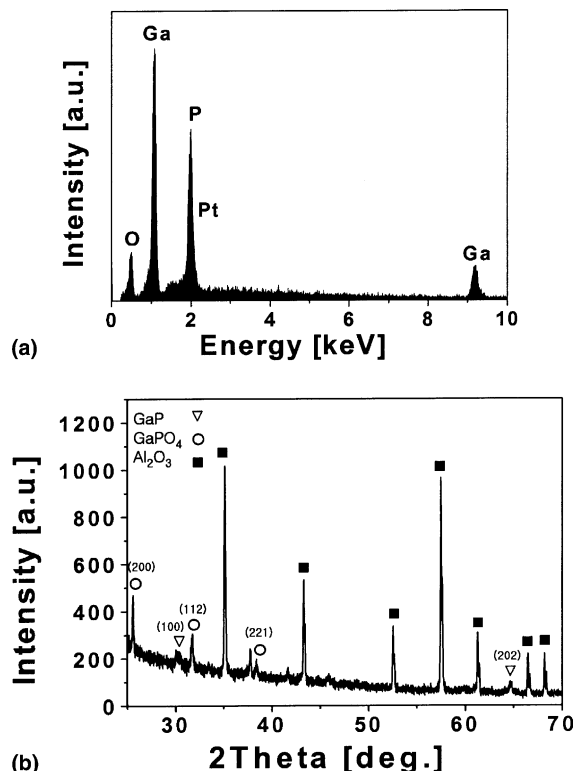 Intensity [a.u.]
Ga
P
Pt
O
Ga
0 2 4 6 8 10
Energy [keV]
(a)
Intensity [a.u.]
1200
1000
800
600
400
200
0
GaP ▽
GaPO₄ ○
Al₂O₃ ■
(200)
(100)
(112)
(221)
(202)
30 40 50 60 70
2Theta [deg.]
(b)